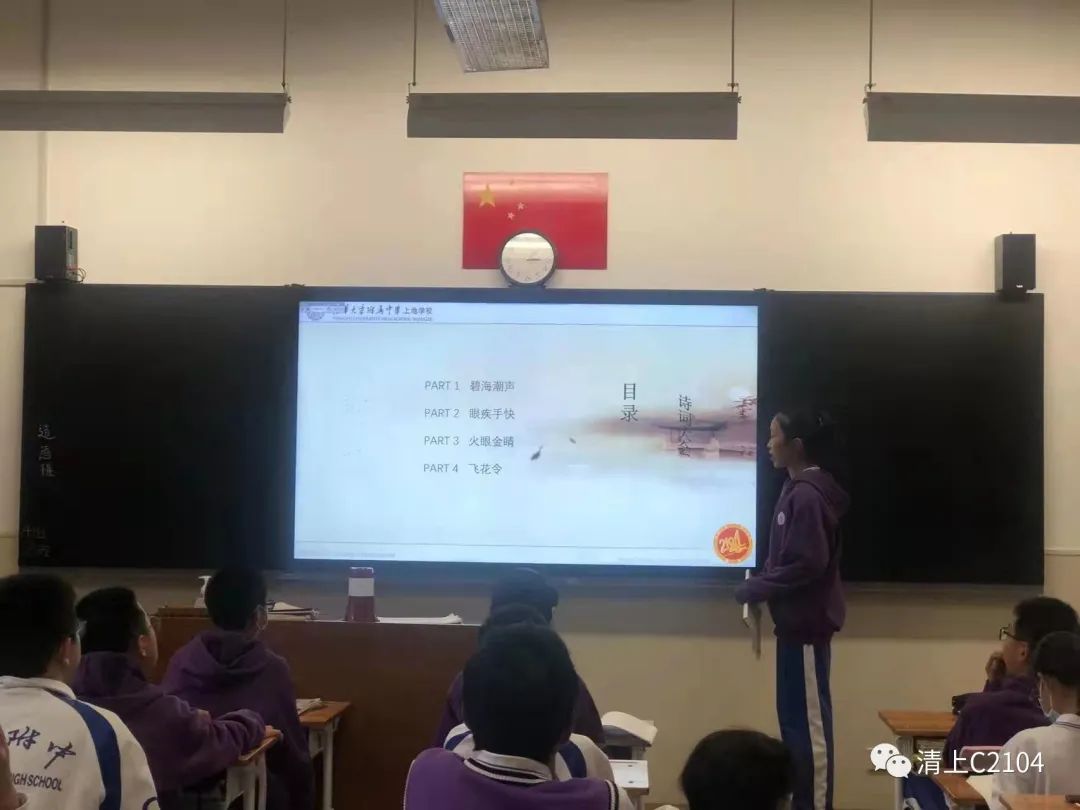 华大学附属中学上地学校
PART 1 碧海潮声
PART 2 眼疾手快
PART 3 火眼金睛
PART 4 飞花令
目录
诗词大会
2104
附中
HIGH SCHOOL
清上C2104